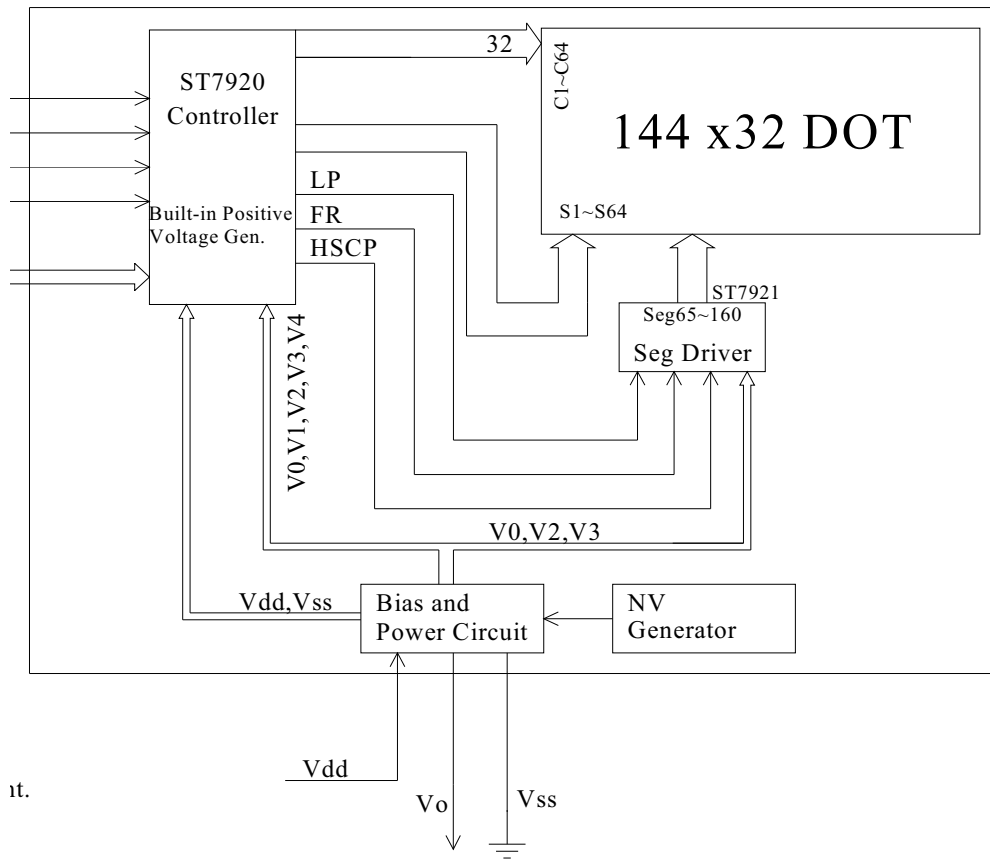 32
C1~C64
ST7920
Controller
144 x32 DOT
LP
Built-in Positive
Voltage Gen.
FR
S1~S64
HSCP
ST7921
Seg65~160
Seg Driver
V0,V1,V2,V3,V4
V0,V2,V3
Vdd,Vss
Bias and
Power Circuit
NV
Generator
Vdd
Vo
Vss
nt.